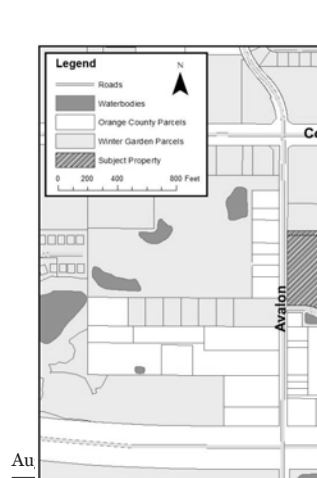 Legend
N
Roads
Waterbodies
Orange County Parcels
Winter Garden Parcels
Subject Property
0 200 400 800 Feet
Co
Avalon
Au